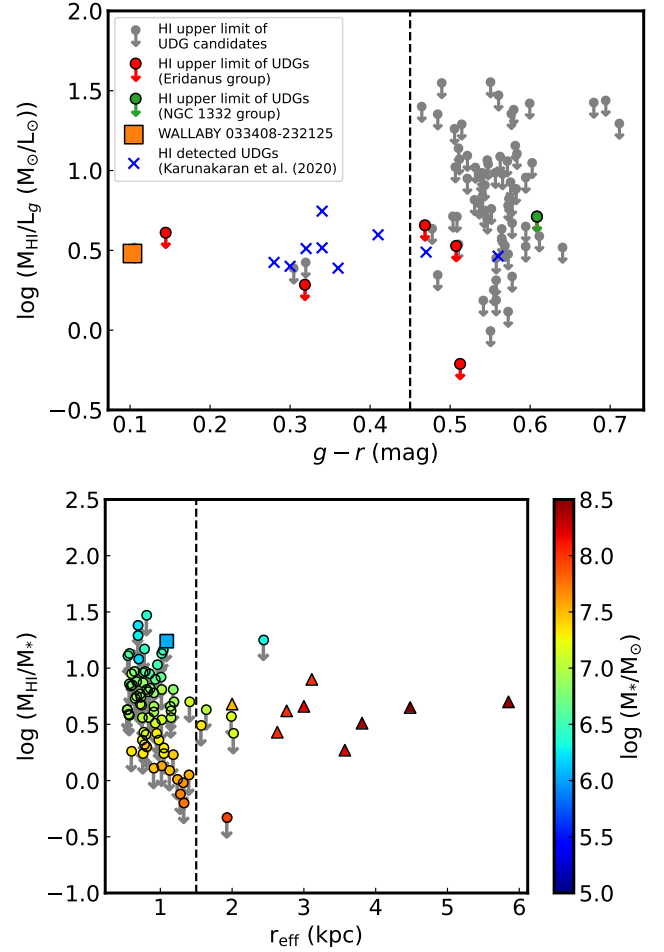 2.0
1.5
1.0
0.5
0.0
−0.5
log (M_HI/L_g (M_⊙/L_⊙))
HI upper limit of
UDG candidates
HI upper limit of UDGs
(Eridanus group)
HI upper limit of UDGs
(NGC 1332 group)
WALLABY 033408-232125
HI detected UDGs
(Karunakaran et al. (2020)
0.1 0.2 0.3 0.4 0.5 0.6 0.7
g − r (mag)
2.5
2.0
1.5
1.0
0.5
0.0
−0.5
−1.0
log (M_HI/M_*)
1 2 3 4 5 6
r_eff (kpc)
8.5
8.0
7.5
7.0
6.5
6.0
5.5
5.0
log (M_*/M_⊙)